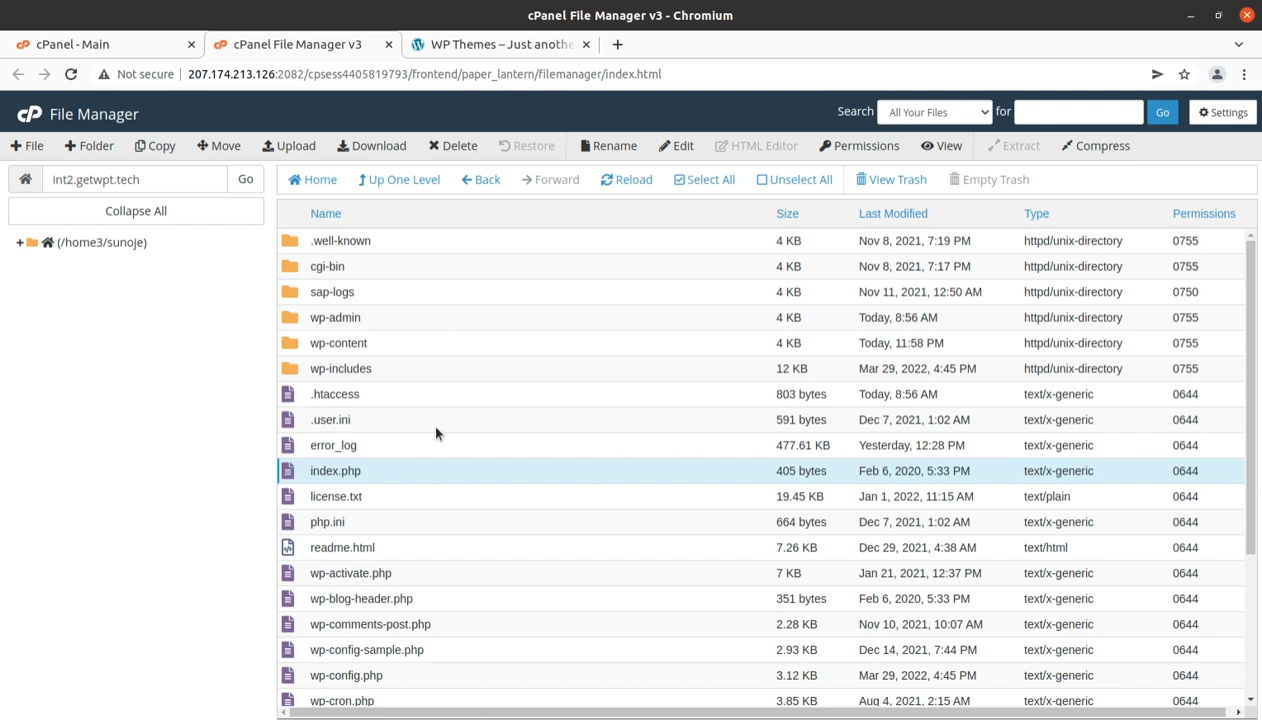 cPanel File Manager v3 - Chromium
cPanel - Main
cPanel File Manager v3
WP Themes – Just anothe
Not secure
207.174.213.126:2082/cpsess4405819793/frontend/paper_lantern/filemanager/index.html
cP File Manager
Search All Your Files for Go Settings
File Folder Copy Move Upload Download Delete Restore Rename Edit HTML Editor Permissions View Extract Compress
int2.getwpt.tech Go
Home Up One Level Back Forward Reload Select All Unselect All View Trash Empty Trash
Collapse All
(/home3/sunoje)
Name Size Last Modified Type Permissions
.well-known 4 KB Nov 8, 2021, 7:19 PM httpd/unix-directory 0755
cgi-bin 4 KB Nov 8, 2021, 7:17 PM httpd/unix-directory 0755
sap-logs 4 KB Nov 11, 2021, 12:50 AM httpd/unix-directory 0750
wp-admin 4 KB Today, 8:56 AM httpd/unix-directory 0755
wp-content 4 KB Today, 11:58 PM httpd/unix-directory 0755
wp-includes 12 KB Mar 29, 2022, 4:45 PM httpd/unix-directory 0755
.htaccess 803 bytes Today, 8:56 AM text/x-generic 0644
.user.ini 591 bytes Dec 7, 2021, 1:02 AM text/x-generic 0644
error_log 477.61 KB Yesterday, 12:28 PM text/x-generic 0644
index.php 405 bytes Feb 6, 2020, 5:33 PM text/x-generic 0644
license.txt 19.45 KB Jan 1, 2022, 11:15 AM text/plain 0644
php.ini 664 bytes Dec 7, 2021, 1:02 AM text/x-generic 0644
readme.html 7.26 KB Dec 29, 2021, 4:38 AM text/html 0644
wp-activate.php 7 KB Jan 21, 2021, 12:37 PM text/x-generic 0644
wp-blog-header.php 351 bytes Feb 6, 2020, 5:33 PM text/x-generic 0644
wp-comments-post.php 2.28 KB Nov 10, 2021, 10:07 AM text/x-generic 0644
wp-config-sample.php 2.93 KB Dec 14, 2021, 7:44 PM text/x-generic 0644
wp-config.php 3.12 KB Mar 29, 2022, 4:45 PM text/x-generic 0644
wp-cron.php 3.85 KB Aug 4, 2021, 2:15 AM text/x-generic 0644